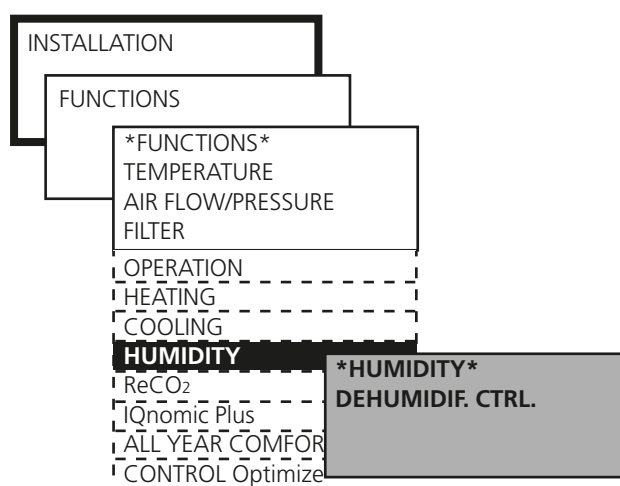 INSTALLATION
FUNCTIONS
*FUNCTIONS*
TEMPERATURE
AIR FLOW/PRESSURE
FILTER
OPERATION
HEATING
COOLING
HUMIDITY
ReCO₂
IQnomic Plus
ALL YEAR COMFOR
CONTROL Optimize
*HUMIDITY*
DEHUMIDIF. CTRL.